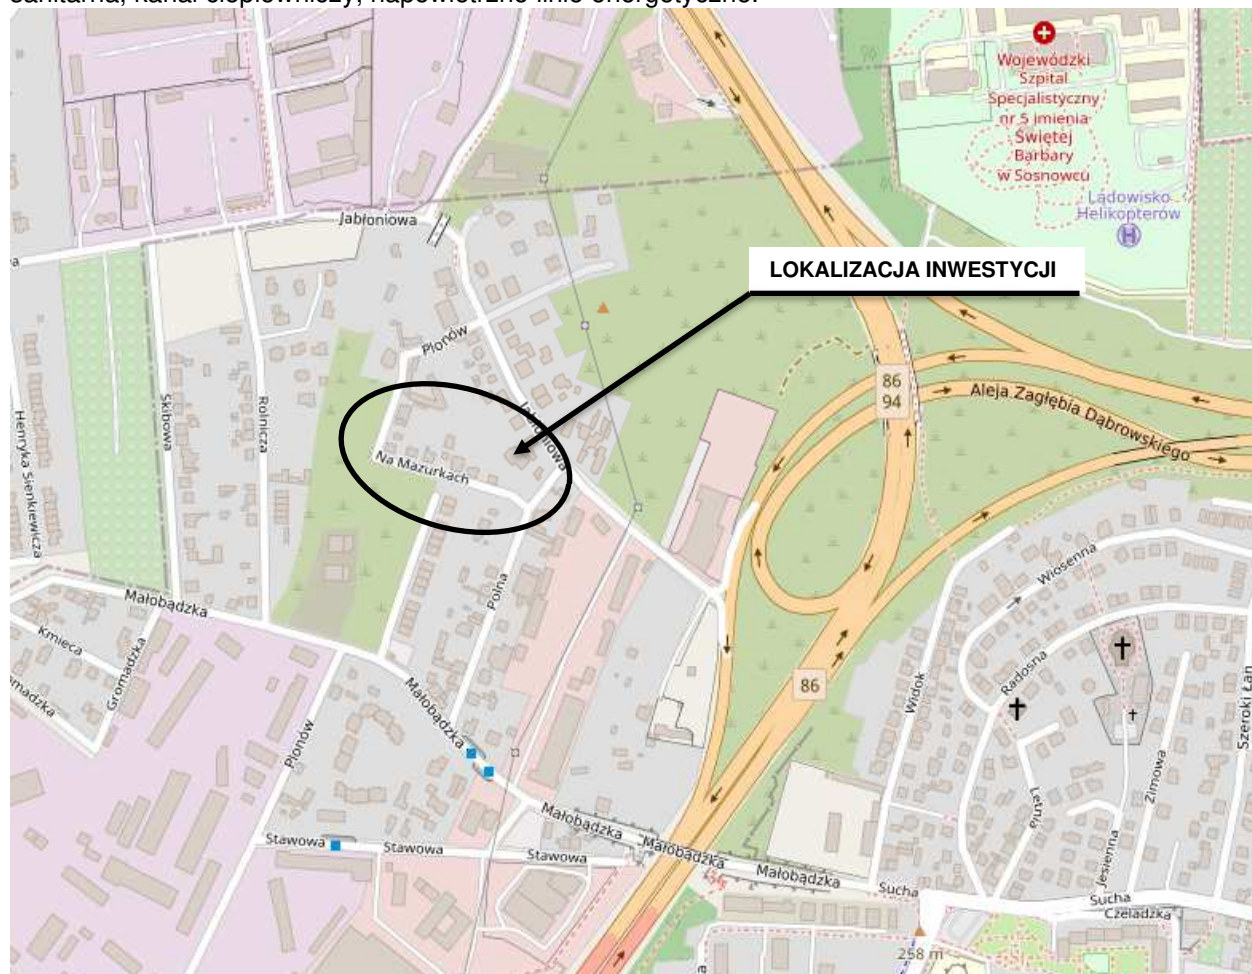 sanitarna, kanał ciepłowniczy, napowietrzne linie energetyczne.
Wojewódzki
Szpital
Specjalistyczny
nr 5 imienia
Świętej
Barbary
w Sosnowcu
Lądowisko
Helikopterów
H
Jabłoniowa
LOKALIZACJA INWESTYCJI
Plonów
86
94
Aleja Zagłębia Dąbrowskiego
Henryka Sienkiewicza
Skibowa
Rolnicza
Jabłoniowa
Na Mazurkach
Wiosenna
Małobądzka
Polna
Kmieca
Gromadzka
Radosna
Widok
Szeroki Łan
86
Małobądzka
Plonów
Zimowa
Letnia
Małobądzka
Stawowa
Stawowa
Stawowa
Małobądzka
Małobądzka
Jesienna
Sucha
Sucha
Czeladzka
258 m